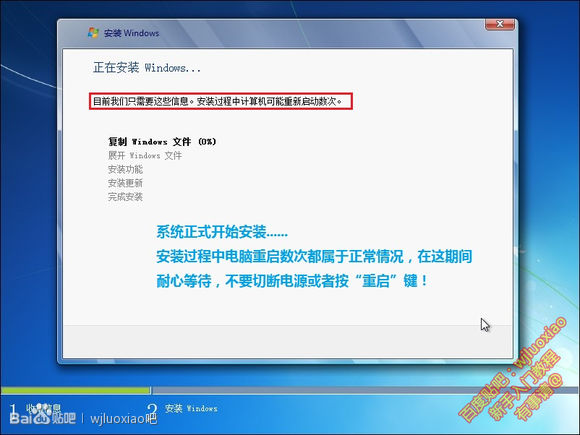 安装 Windows
正在安装 Windows...
目前我们只需要这些信息。安装过程中计算机可能重新启动数次。
复制 Windows 文件 (0%)
展开 Windows 文件
安装功能
安装更新
完成安装
系统正式开始安装......
安装过程中电脑重启数次都属于正常情况，在这期间
耐心等待，不要切断电源或者按“重启”键！
百度贴吧：wjluoxiao
新手入门教程
有事请@
1 收集信息
2 安装 Windows
Bai贴吧 | wjluoxiao吧